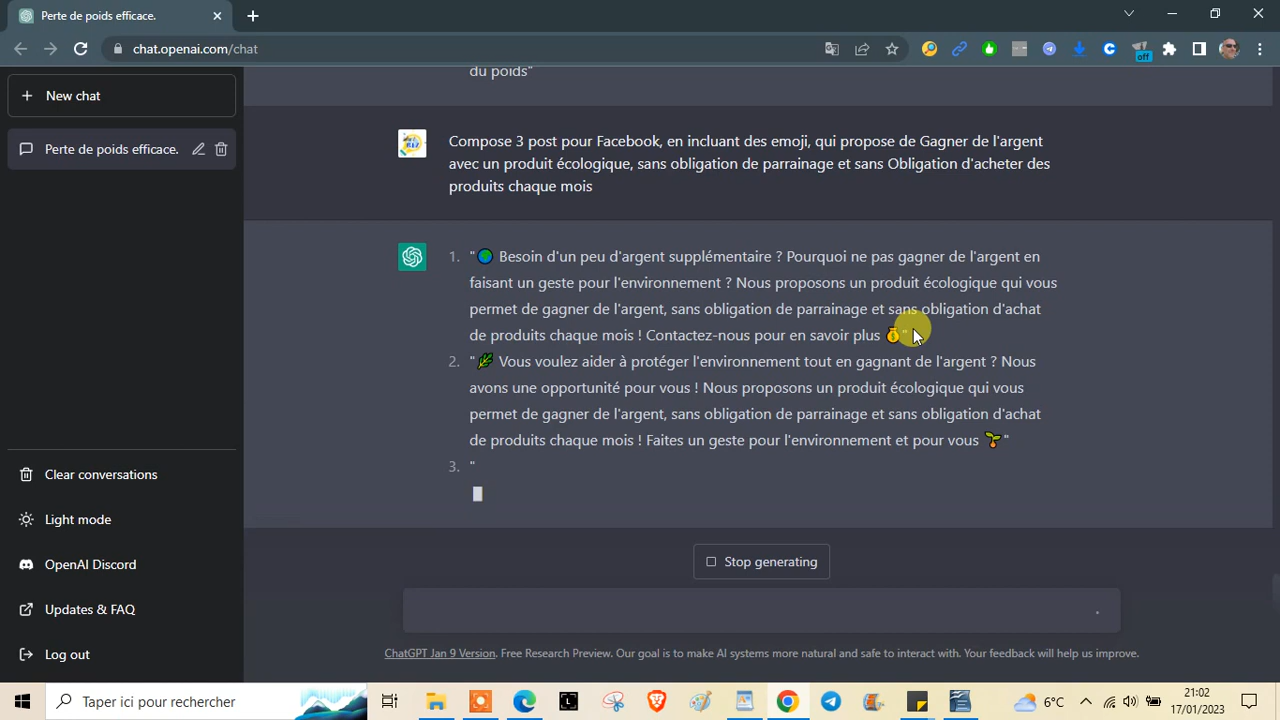 Perte de poids efficace.
chat.openai.com/chat
off
New chat
Perte de poids efficace.
du poids"
Compose 3 post pour Facebook, en incluant des emoji, qui propose de Gagner de l'argent
avec un produit écologique, sans obligation de parrainage et sans Obligation d'acheter des
produits chaque mois
1. "🌍 Besoin d'un peu d'argent supplémentaire ? Pourquoi ne pas gagner de l'argent en
faisant un geste pour l'environnement ? Nous proposons un produit écologique qui vous
permet de gagner de l'argent, sans obligation de parrainage et sans obligation d'achat
de produits chaque mois ! Contactez-nous pour en savoir plus 💰"
2. "🌿 Vous voulez aider à protéger l'environnement tout en gagnant de l'argent ? Nous
avons une opportunité pour vous ! Nous proposons un produit écologique qui vous
permet de gagner de l'argent, sans obligation de parrainage et sans obligation d'achat
de produits chaque mois ! Faites un geste pour l'environnement et pour vous 🌱"
3. "
Clear conversations
Light mode
OpenAI Discord
Updates & FAQ
Log out
Stop generating
ChatGPT Jan 9 Version. Free Research Preview. Our goal is to make AI systems more natural and safe to interact with. Your feedback will help us improve.
Taper ici pour rechercher
6°C
21:02
17/01/2023